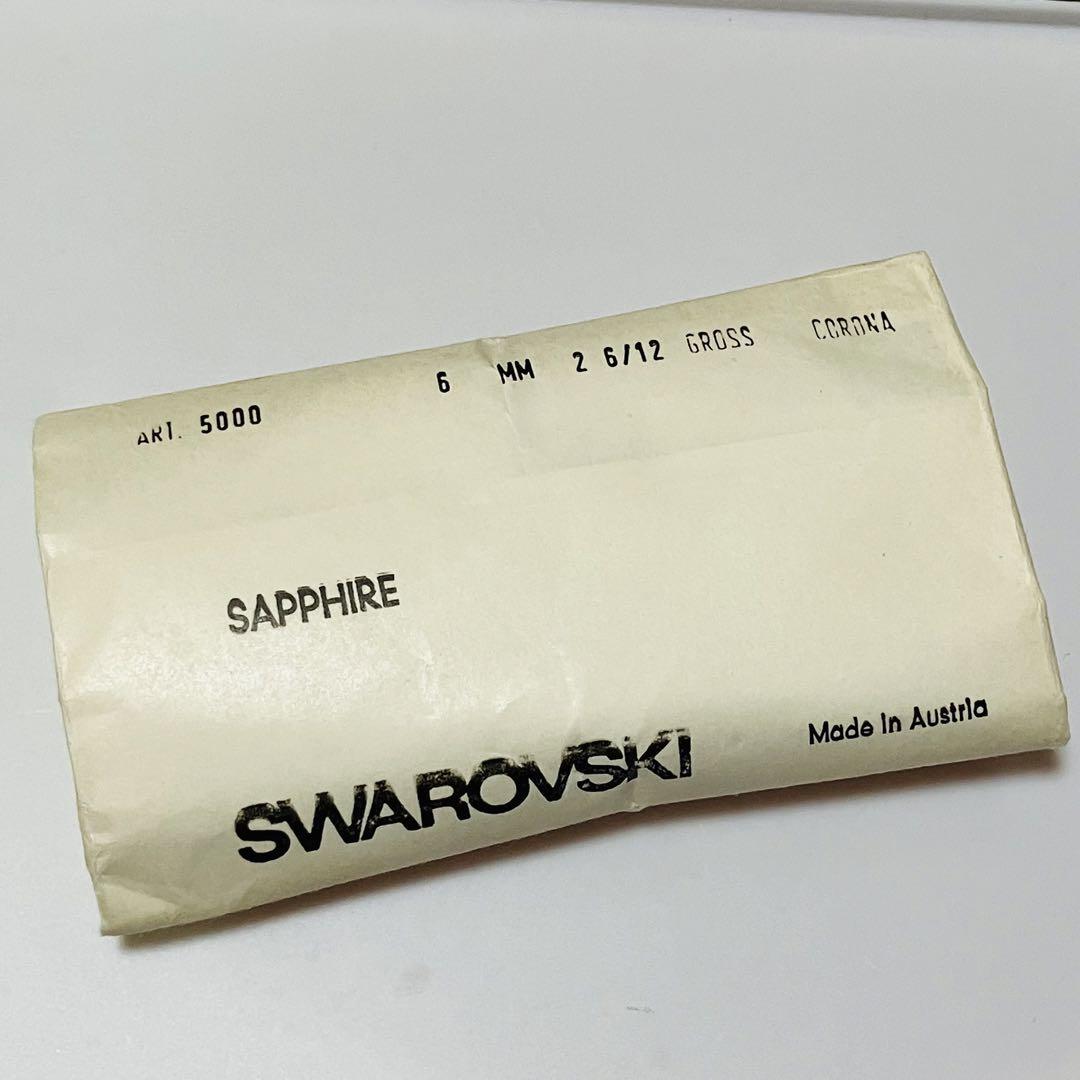 ART. 5000 6 MM 2 6/12 GROSS CORONA
SAPPHIRE
SWAROVSKI Made in Austria